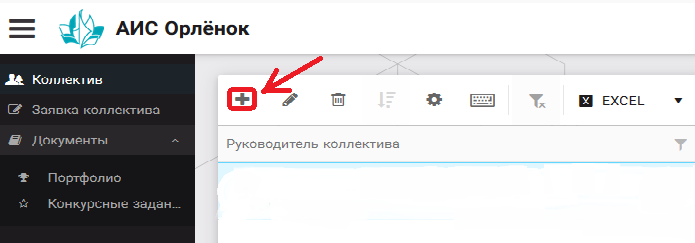 АИС Орлёнок
Коллектив
Заявка коллектива
Документы
Портфолио
Конкурсные задан...
EXCEL
Руководитель коллектива